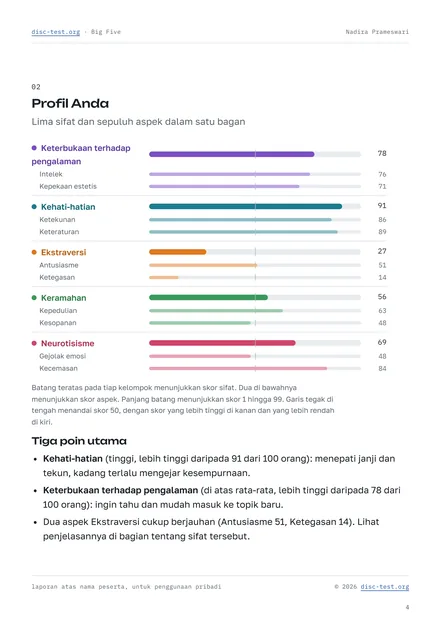 disc-test.org · Big Five
Nadira Prameswari
02
Profil Anda
Lima sifat dan sepuluh aspek dalam satu bagan
Keterbukaan terhadap
pengalaman
78
Intelek 76
Kepekaan estetis 71
Kehati-hatian 91
Ketekunan 86
Keteraturan 89
Ekstraversi 27
Antusiasme 51
Ketegasan 14
Keramahan 56
Kepedulian 63
Kesopanan 48
Neurotisisme 69
Gejolak emosi 48
Kecemasan 84
Batang teratas pada tiap kelompok menunjukkan skor sifat. Dua di bawahnya
menunjukkan skor aspek. Panjang batang menunjukkan skor 1 hingga 99. Garis tegak di
tengah menandai skor 50, dengan skor yang lebih tinggi di kanan dan yang lebih rendah
di kiri.
Tiga poin utama
• Kehati-hatian (tinggi, lebih tinggi daripada 91 dari 100 orang): menepati janji dan
tekun, kadang terlalu mengejar kesempurnaan.
• Keterbukaan terhadap pengalaman (di atas rata-rata, lebih tinggi daripada 78 dari
100 orang): ingin tahu dan mudah masuk ke topik baru.
• Dua aspek Ekstraversi cukup berjauhan (Antusiasme 51, Ketegasan 14). Lihat
penjelasannya di bagian tentang sifat tersebut.
laporan atas nama peserta, untuk penggunaan pribadi
© 2026 disc-test.org
4